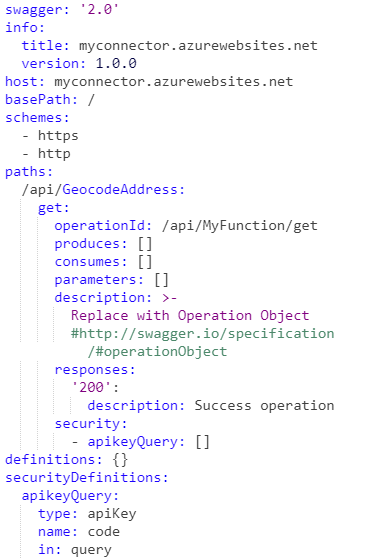 swagger: '2.0'
info:
  title: myconnector.azurewebsites.net
  version: 1.0.0
host: myconnector.azurewebsites.net
basePath: /
schemes:
  - https
  - http
paths:
  /api/GeocodeAddress:
    get:
      operationId: /api/MyFunction/get
      produces: []
      consumes: []
      parameters: []
      description: >-
        Replace with Operation Object
        #http://swagger.io/specification
          /#operationObject
      responses:
        '200':
          description: Success operation
      security:
        - apikeyQuery: []
definitions: {}
securityDefinitions:
  apikeyQuery:
    type: apiKey
    name: code
    in: query